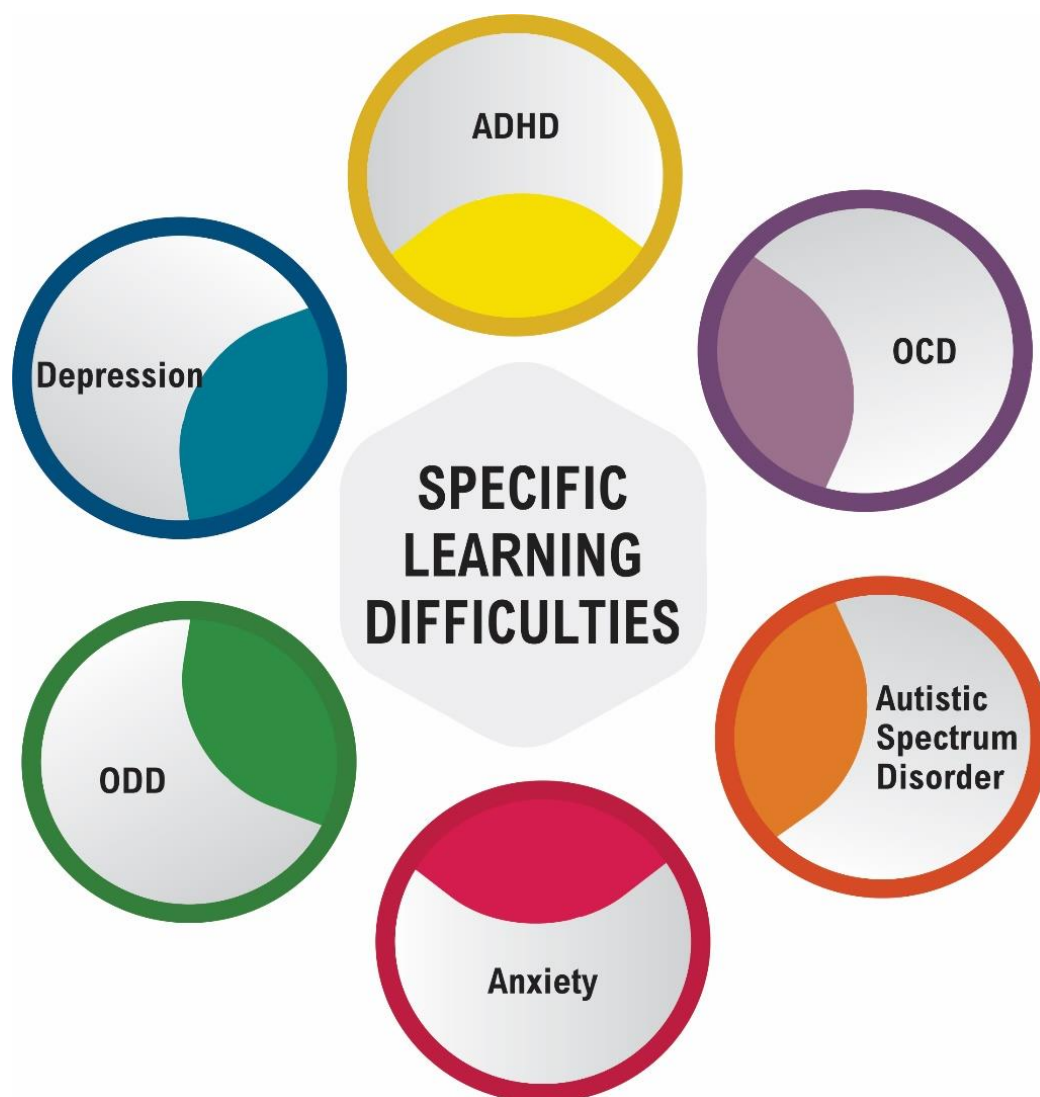 ADHD
OCD
Depression
SPECIFIC
LEARNING
DIFFICULTIES
Autistic
Spectrum
Disorder
ODD
Anxiety